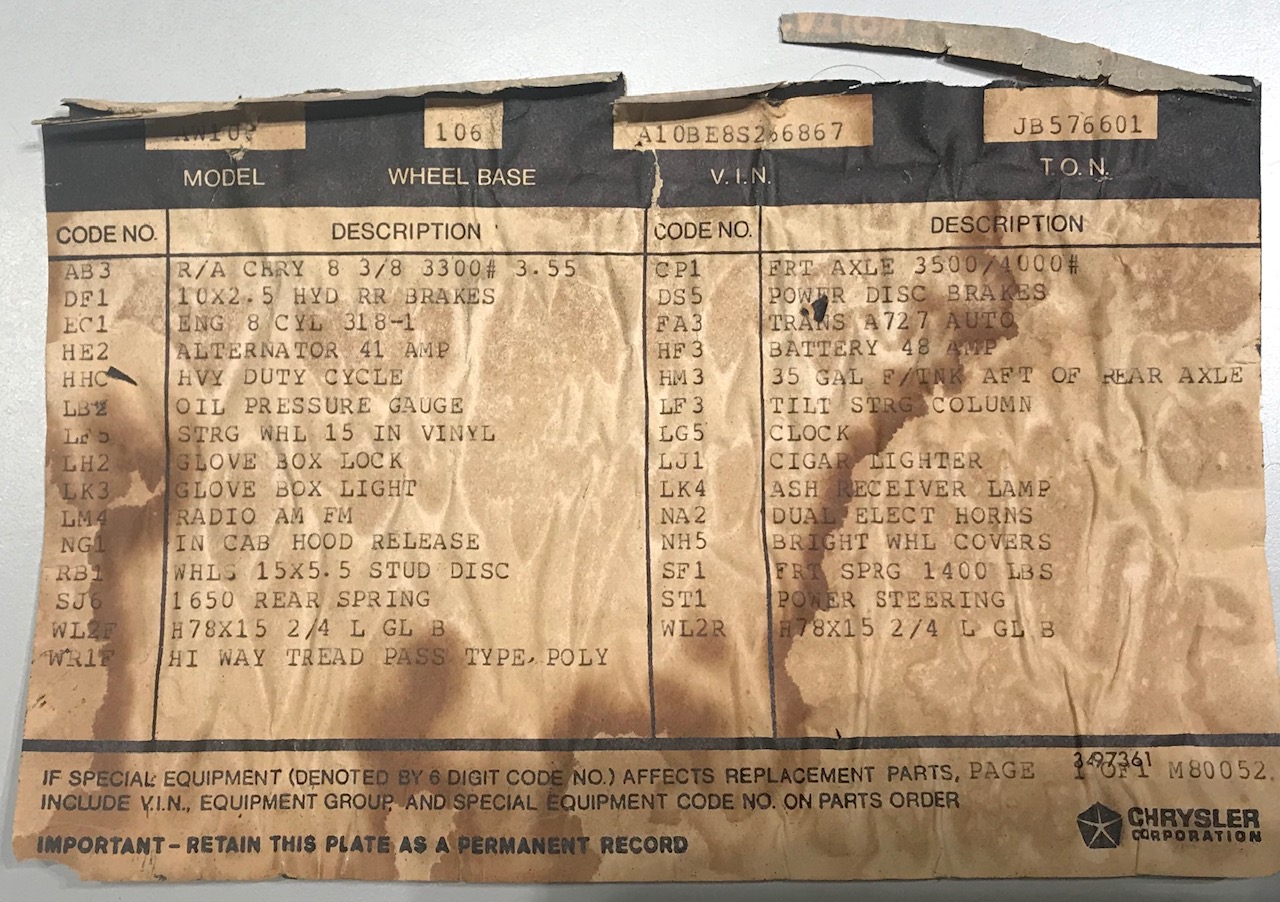 106 A10BE8S266867 JB576601
MODEL WHEEL BASE V.I.N. T.O.N.
CODE NO. DESCRIPTION CODE NO. DESCRIPTION
AB3 R/A CHRY 8 3/8 3300# 3.55 CP1 FRT AXLE 3500/4000#
DF1 10X2.5 HYD RR BRAKES DS5 POWER DISC BRAKES
EC1 ENG 8 CYL 318-1 FA3 TRANS A727 AUTO
HE2 ALTERNATOR 41 AMP HF3 BATTERY 48 AMP
HHC HVY DUTY CYCLE HM3 35 GAL F/TNK AFT OF REAR AXLE
LB2 OIL PRESSURE GAUGE LF3 TILT STRG COLUMN
LF5 STRG WHL 15 IN VINYL LG5 CLOCK
LH2 GLOVE BOX LOCK LJ1 CIGAR LIGHTER
LK3 GLOVE BOX LIGHT LK4 ASH RECEIVER LAMP
LM4 RADIO AM FM NA2 DUAL ELECT HORNS
NG1 IN CAB HOOD RELEASE NH5 BRIGHT WHL COVERS
RB1 WHLS 15X5.5 STUD DISC SF1 FRT SPRG 1400 LBS
SJ6 1650 REAR SPRING ST1 POWER STEERING
WL2F H78X15 2/4 L GL B WL2R H78X15 2/4 L GL B
WR1F HI WAY TREAD PASS TYPE, POLY
IF SPECIAL EQUIPMENT (DENOTED BY 6 DIGIT CODE NO.) AFFECTS REPLACEMENT PARTS, PAGE 1 OF1 M80052.
3497361
INCLUDE V.I.N., EQUIPMENT GROUP AND SPECIAL EQUIPMENT CODE NO. ON PARTS ORDER
CHRYSLER
CORPORATION
IMPORTANT - RETAIN THIS PLATE AS A PERMANENT RECORD